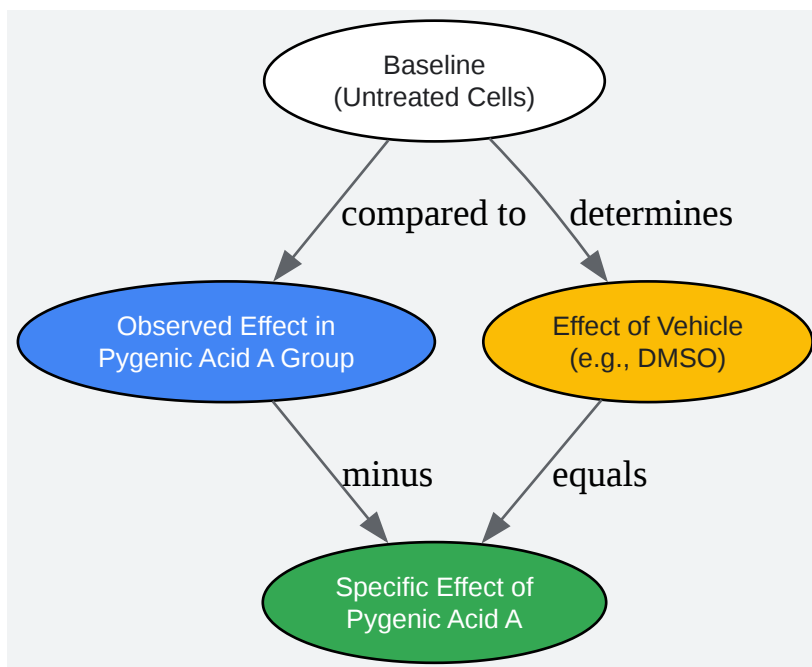 Baseline
(Untreated Cells)
compared to
determines
Observed Effect in
Pygenic Acid A Group
Effect of Vehicle
(e.g., DMSO)
minus
equals
Specific Effect of
Pygenic Acid A